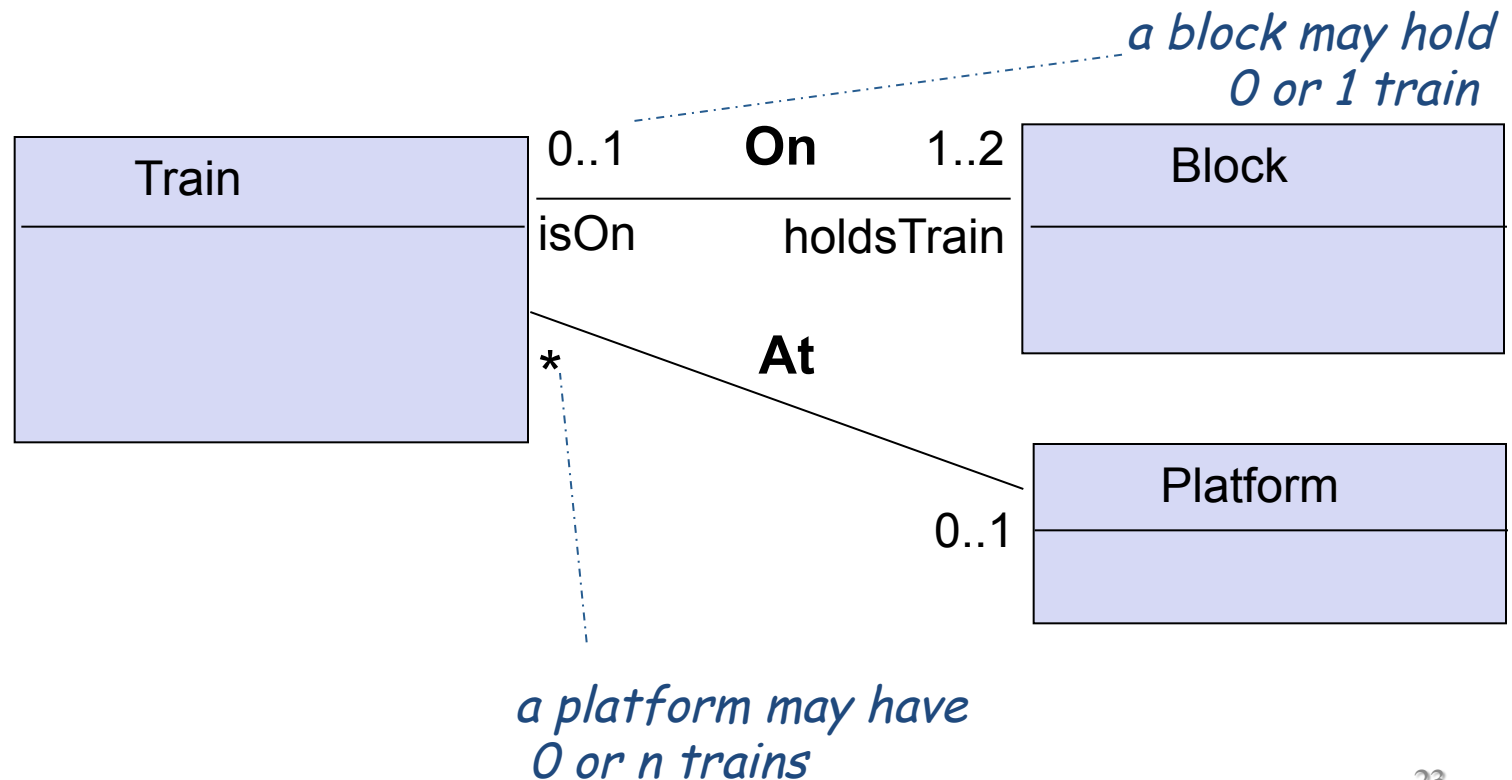 a block may hold
0 or 1 train
0..1 On 1..2
Train
Block
isOn holdsTrain
* At
Platform
0..1
a platform may have
0 or n trains
23